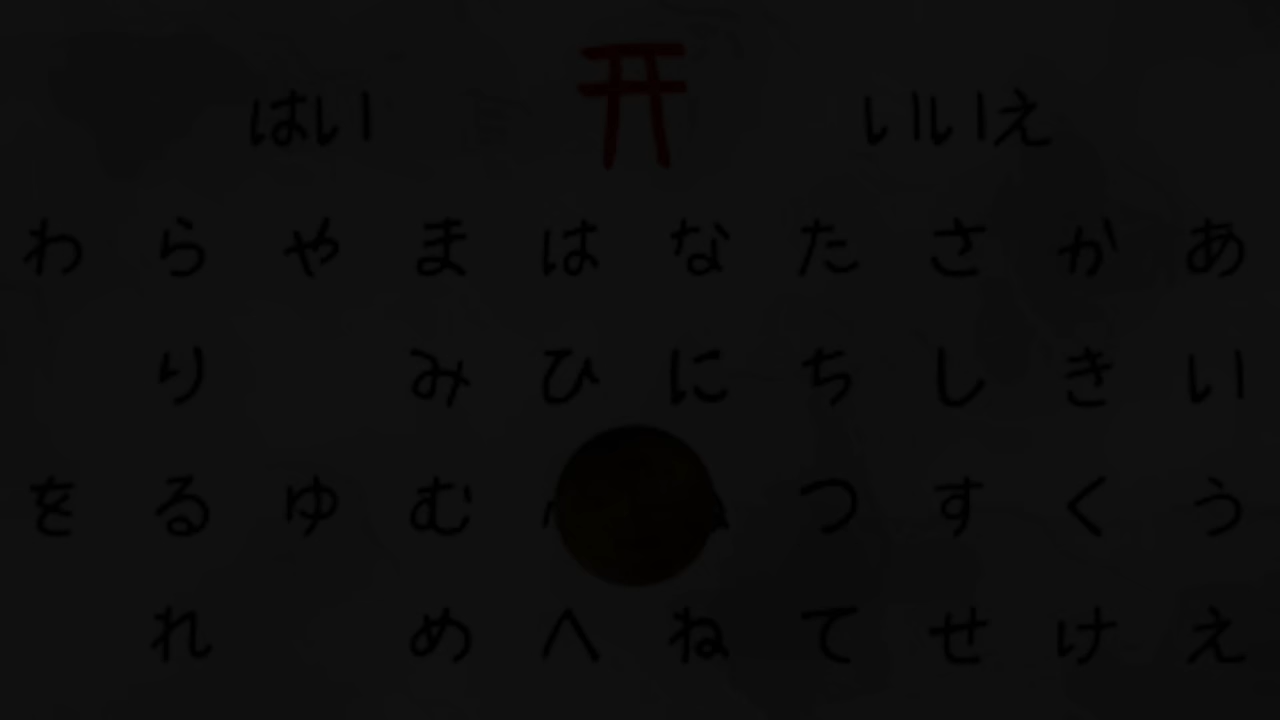 はい いいえ
わ ら や ま は な た さ か あ
り み ひ に ち し き い
を る ゆ む つ す く う
れ め へ ね て せ け え